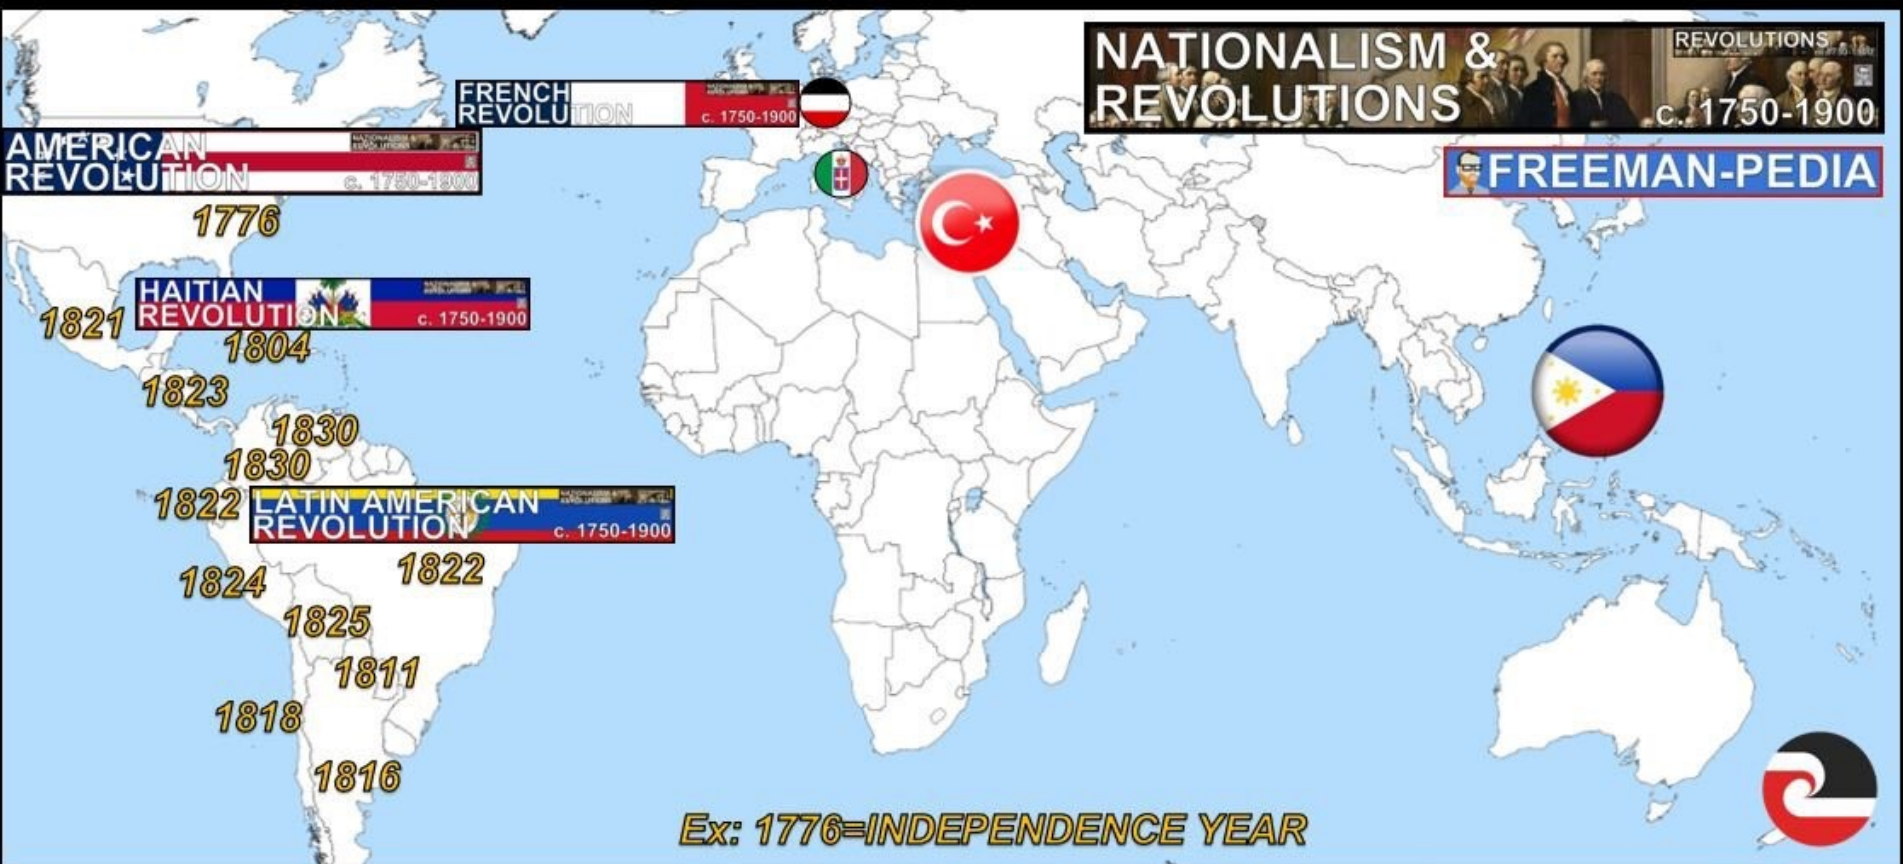 NATIONALISM &
REVOLUTIONS
REVOLUTIONS
c. 1750-1900
FREEMAN-PEDIA
FRENCH
REVOLUTION
c. 1750-1900
AMERICAN
REVOLUTION
c. 1750-1900
1776
HAITIAN
REVOLUTION
c. 1750-1900
1821
1804
1823
1830
1830
1822
LATIN AMERICAN
REVOLUTION
c. 1750-1900
1822
1824
1825
1811
1818
1816
Ex: 1776=INDEPENDENCE YEAR